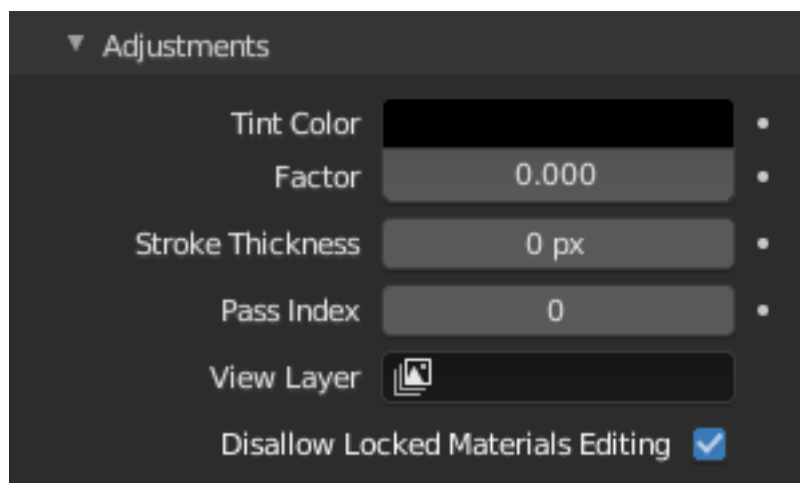 Adjustments
Tint Color
Factor 0.000
Stroke Thickness 0 px
Pass Index 0
View Layer
Disallow Locked Materials Editing